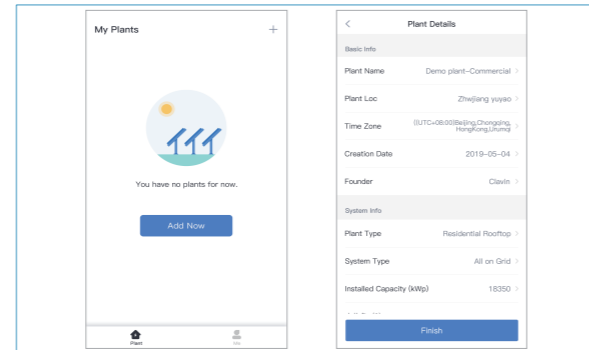 My Plants
+
You have no plants for now.
Add Now
Plant
Me
Plant Details
Basic Info
Plant Name Demo plant-Commercial
Plant Loc Zhwjiang yuyao
Time Zone ((UTC+08:00)Beijing,Chongqing,
HongKong,Urumqi
Creation Date 2019-05-04
Founder Clavin
System Info
Plant Type Residential Rooftop
System Type All on Grid
Installed Capacity (kWp) 18350
Finish